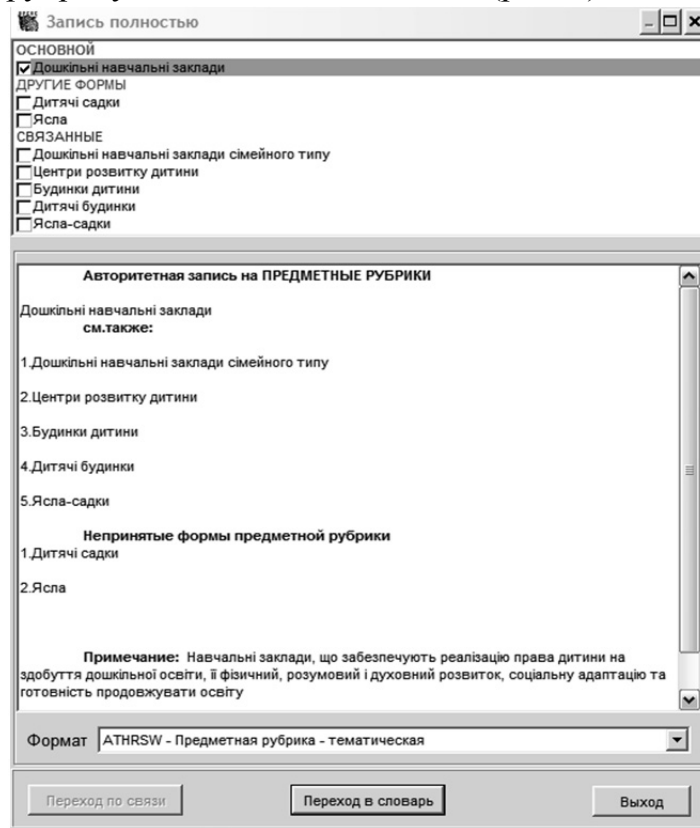 Запись полностью
ОСНОВНОЙ
Дошкільні навчальні заклади
ДРУГИЕ ФОРМЫ
Дитячі садки
Ясла
СВЯЗАННЫЕ
Дошкільні навчальні заклади сімейного типу
Центри розвитку дитини
Будинки дитини
Дитячі будинки
Ясла-садки
Авторитетная запись на ПРЕДМЕТНЫЕ РУБРИКИ
Дошкільні навчальні заклади
см.также:
1.Дошкільні навчальні заклади сімейного типу
2.Центри розвитку дитини
3.Будинки дитини
4.Дитячі будинки
5.Ясла-садки
Непринятые формы предметной рубрики
1.Дитячі садки
2.Ясла
Примечание: Навчальні заклади, що забезпечують реалізацію права дитини на
здобуття дошкільної освіти, її фізичний, розумовий і духовний розвиток, соціальну адаптацію та
готовність продовжувати освіту
Формат ATHRSW - Предметная рубрика - тематическая
Переход по связи Переход в словарь Выход